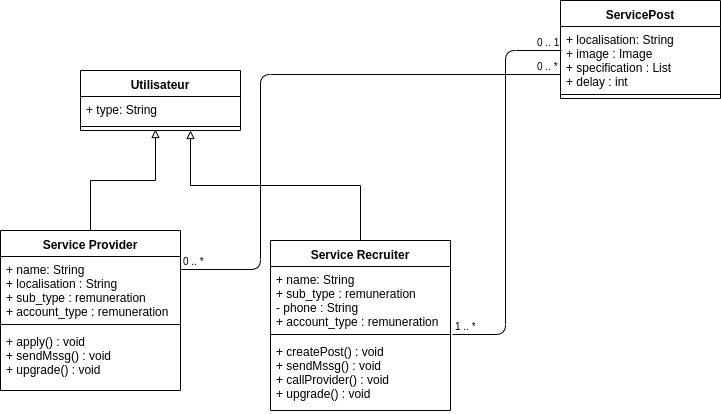 ServicePost
+ localisation: String
+ image : Image
+ specification : List
+ delay : int
0 .. 1
0 .. *
Utilisateur
+ type: String
Service Provider
+ name: String
+ localisation : String
+ sub_type : remuneration
+ account_type : remuneration
+ apply() : void
+ sendMssg() : void
+ upgrade() : void
0 .. *
Service Recruiter
+ name: String
+ sub_type : remuneration
- phone : String
+ account_type : remuneration
+ createPost() : void
+ sendMssg() : void
+ callProvider() : void
+ upgrade() : void
1 .. *